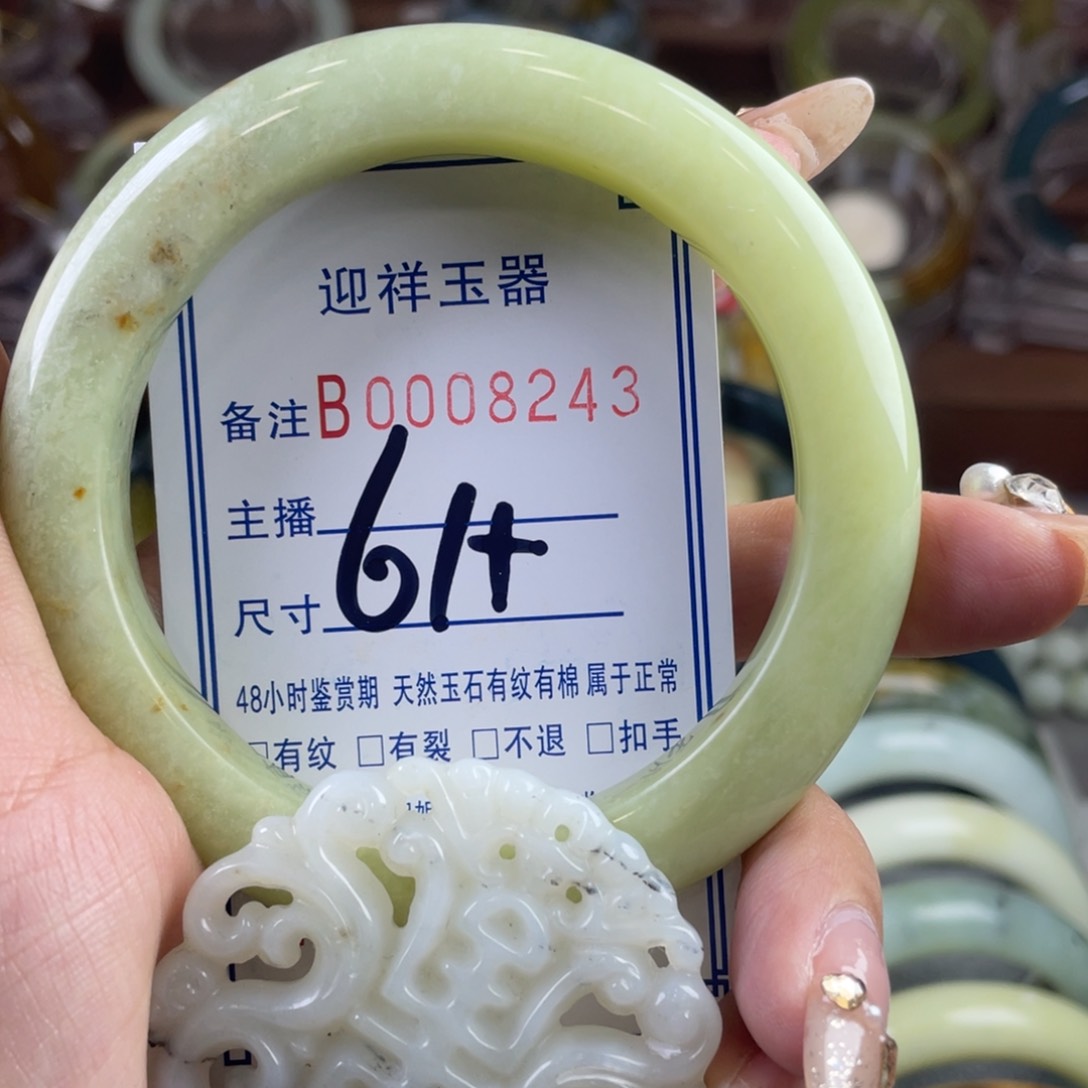 迎祥玉器
备注B0008243
主播
尺寸 61+
48小时鉴赏期 天然玉石有纹有棉属于正常
□有纹 □有裂 □不退 □扣手